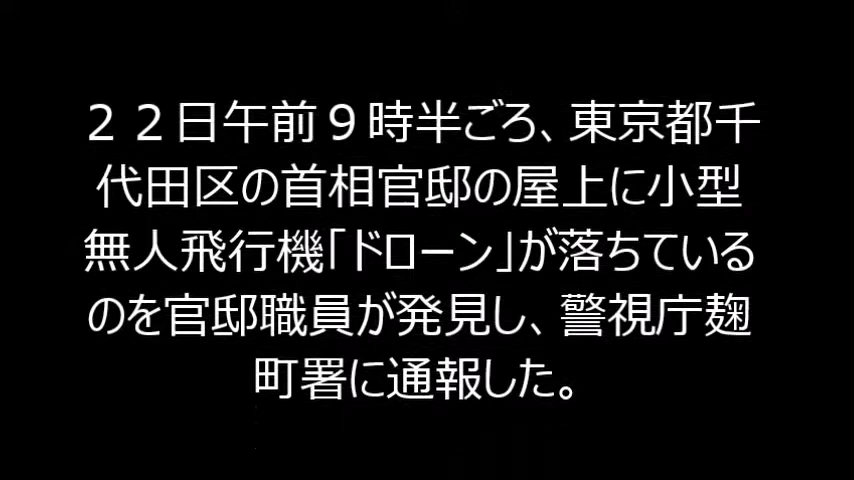 ２２日午前９時半ごろ、東京都千
代田区の首相官邸の屋上に小型
無人飛行機「ドローン」が落ちている
のを官邸職員が発見し、警視庁麹
町署に通報した。